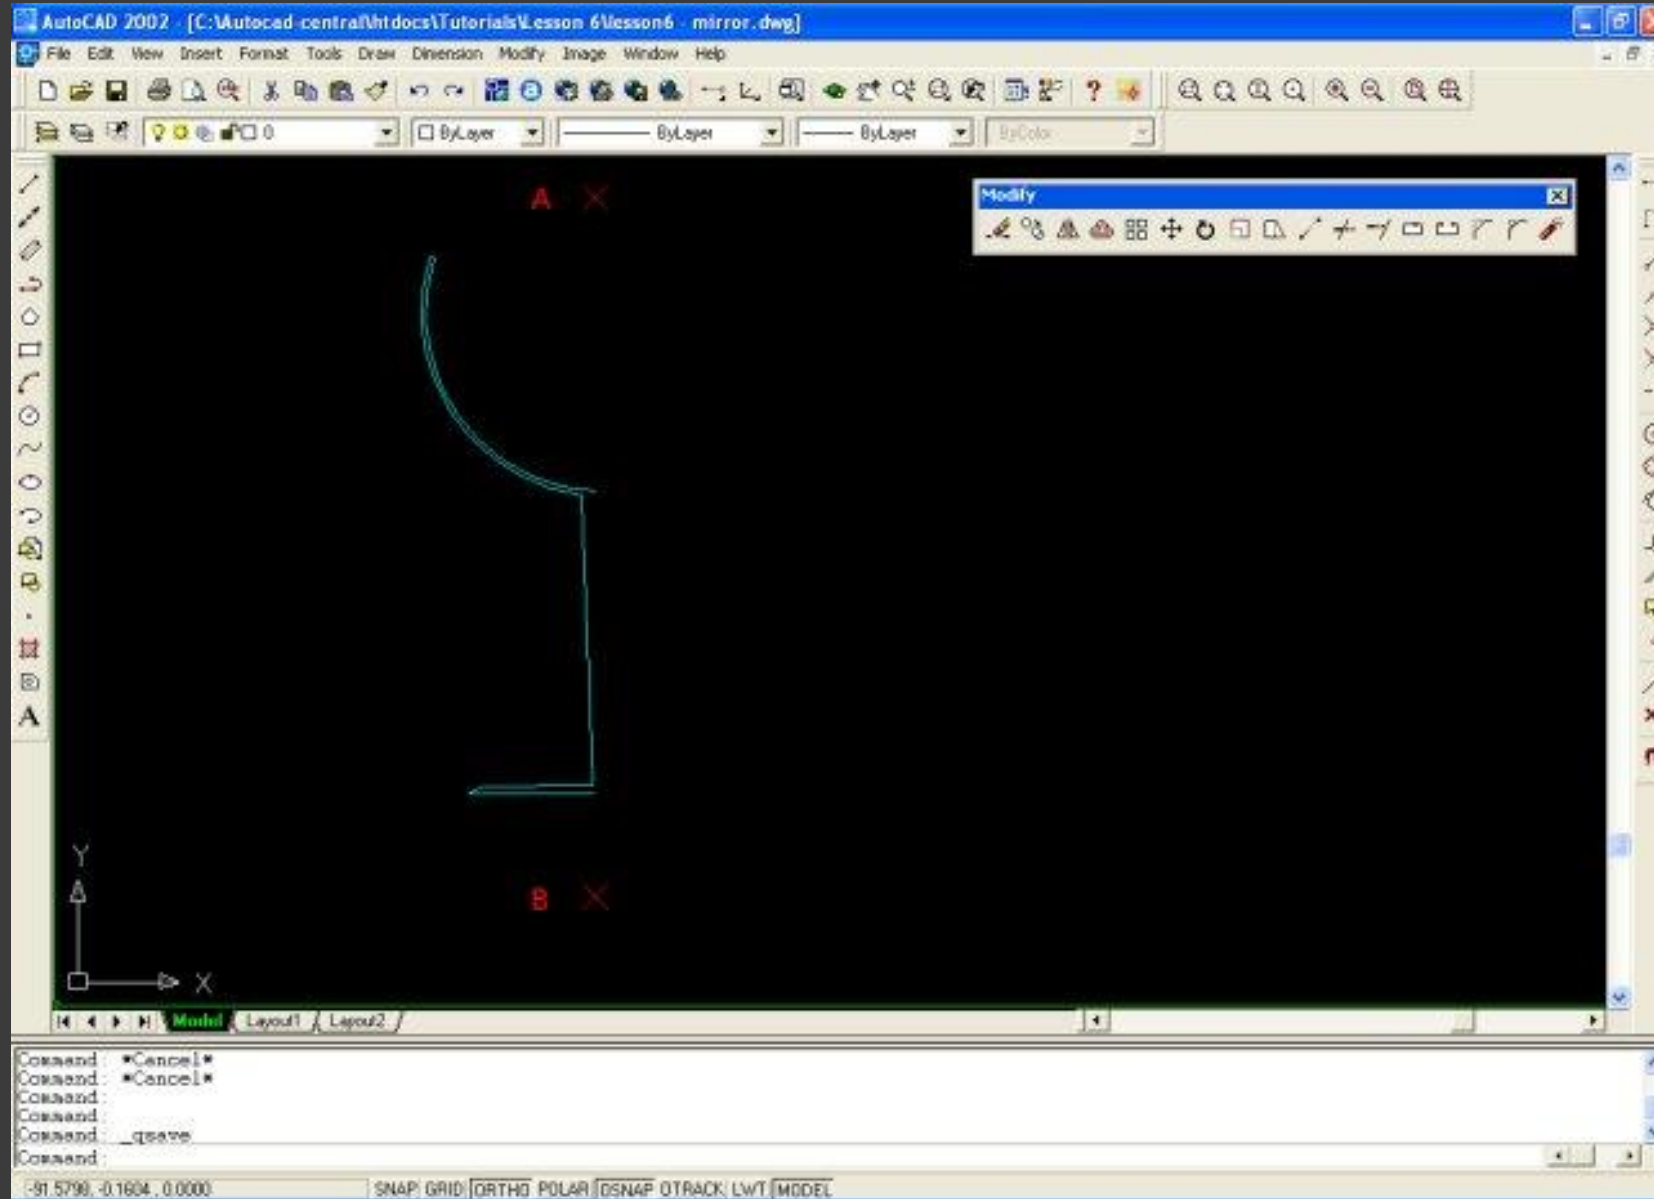 AutoCAD 2002 - [C:\Autocad central\htdocs\Tutorials\Lesson 6\lesson6 - mirror.dwg]
File Edit View Insert Format Tools Draw Dimension Modify Image Window Help
0 ByLayer ByLayer ByLayer ByColor
A
Modify
A
B
Y
X
Model Layout1 Layout2
Command: *Cancel*
Command: *Cancel*
Command:
Command:
Command: _qsave
Command:
-91.5798, -0.1604 , 0.0000 SNAP GRID ORTHO POLAR OSNAP OTRACK LWT MODEL